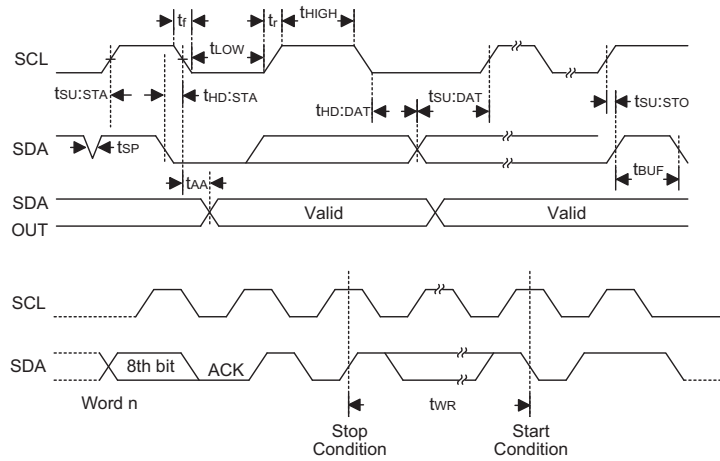 tf tr tHIGH
SCL tLOW
tSU:STA tHD:STA tHD:DAT tSU:DAT tSU:STO
SDA tSP tBUF
tAA
SDA
OUT Valid Valid
SCL
SDA 8th bit ACK
Word n tWR
Stop
Condition
Start
Condition